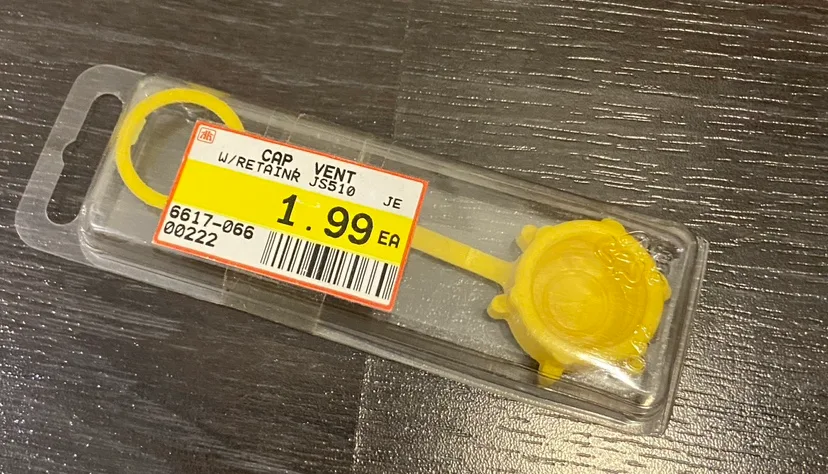 CAP VENT
W/RETAINR JS510 JE
1.99 EA
6617-066
00222